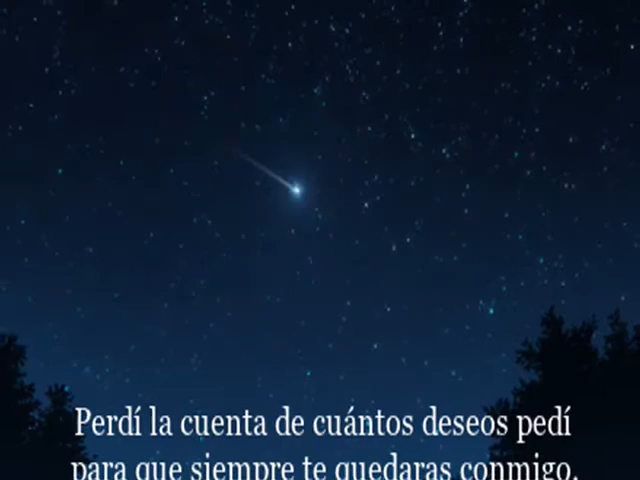 Perdí la cuenta de cuántos deseos pedí
para que siempre te quedaras conmigo.